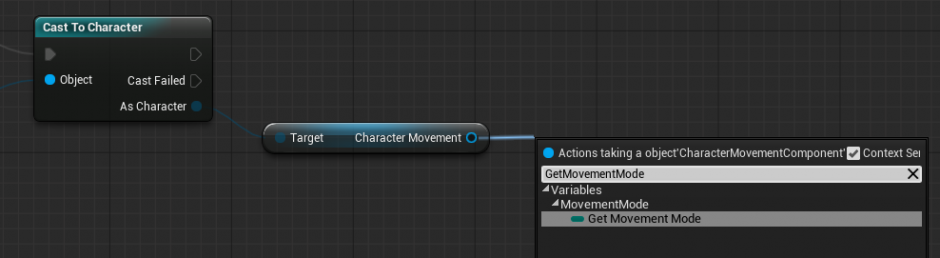 Cast To Character
Object
Cast Failed
As Character
Target Character Movement
Actions taking a object'CharacterMovementComponent' Context
GetMovementMode
Variables
MovementMode
Get Movement Mode